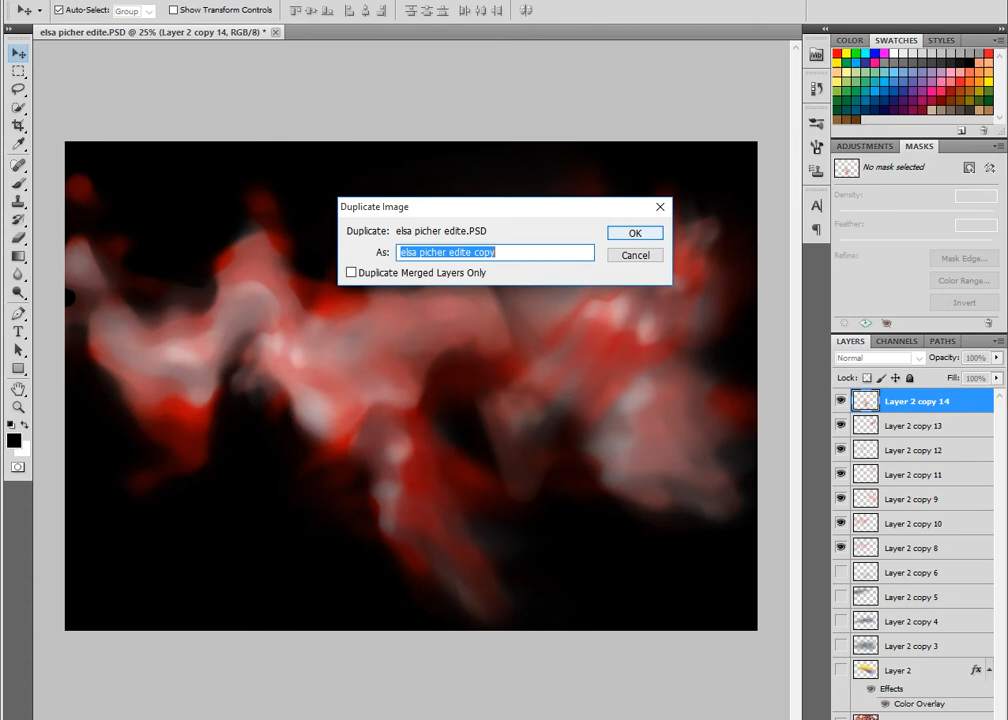 Auto-Select: Group Show Transform Controls
elsa picher edite.PSD @ 25% (Layer 2 copy 14, RGB/8) *
COLOR SWATCHES STYLES
ADJUSTMENTS MASKS
No mask selected
Density:
Feather:
Refine:
Mask Edge...
Color Range...
Invert
Duplicate Image
Duplicate: elsa picher edite.PSD
OK
As: elsa picher edite copy
Cancel
Duplicate Merged Layers Only
LAYERS CHANNELS PATHS
Normal Opacity: 100%
Lock: Fill: 100%
Layer 2 copy 14
Layer 2 copy 13
Layer 2 copy 12
Layer 2 copy 11
Layer 2 copy 9
Layer 2 copy 10
Layer 2 copy 8
Layer 2 copy 6
Layer 2 copy 5
Layer 2 copy 4
Layer 2 copy 3
Layer 2 fx
Effects
Color Overlay